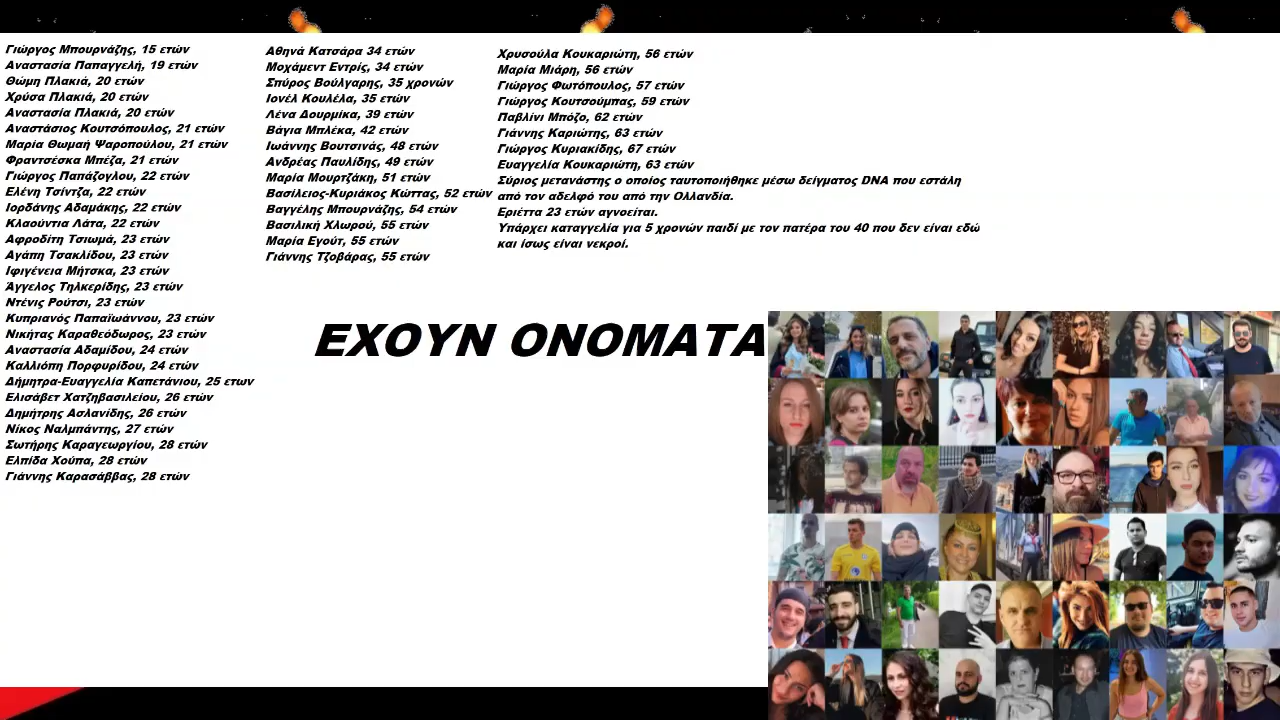 Γιώργος Μπουρνάζης, 15 ετών
Αναστασία Παπαγγελή, 19 ετών
Θώμη Πλακιά, 20 ετών
Χρύσα Πλακιά, 20 ετών
Αναστασία Πλακιά, 20 ετών
Αναστάσιος Κουτσόπουλος, 21 ετών
Μαρία Θωμαή Ψαροπούλου, 21 ετών
Φραντσέσκα Μπέζα, 21 ετών
Γιώργος Παπάζογλου, 22 ετών
Ελένη Τσίντζα, 22 ετών
Ιορδάνης Αδαμάκης, 22 ετών
Κλαούντια Λάτα, 22 ετών
Αφροδίτη Τσιωμά, 23 ετών
Αγάπη Τσακλίδου, 23 ετών
Ιφιγένεια Μήτσκα, 23 ετών
Άγγελος Τηλκερίδης, 23 ετών
Ντένις Ρούτσι, 23 ετών
Κυπριανός Παπαϊωάννου, 23 ετών
Νικήτας Καραθεόδωρος, 23 ετών
Αναστασία Αδαμίδου, 24 ετών
Καλλιόπη Πορφυρίδου, 24 ετών
Δήμητρα-Ευαγγελία Καπετάνιου, 25 ετων
Ελισάβετ Χατζηβασιλείου, 26 ετών
Δημήτρης Ασλανίδης, 26 ετών
Νίκος Ναλμπάντης, 27 ετών
Σωτήρης Καραγεωργίου, 28 ετών
Ελπίδα Χούπα, 28 ετών
Γιάννης Καρασάββας, 28 ετών
Αθηνά Κατσάρα 34 ετών
Μοχάμεντ Εντρίς, 34 ετών
Σπύρος Βούλγαρης, 35 χρονών
Ιονέλ Κουλέλα, 35 ετών
Λένα Δουρμίκα, 39 ετών
Βάγια Μπλέκα, 42 ετών
Ιωάννης Βουτσινάς, 48 ετών
Ανδρέας Παυλίδης, 49 ετών
Μαρία Μουρτζάκη, 51 ετών
Βασίλειος-Κυριάκος Κώττας, 52 ετών
Βαγγέλης Μπουρνάζης, 54 ετών
Βασιλική Χλωρού, 55 ετών
Μαρία Εγούτ, 55 ετών
Γιάννης Τζοβάρας, 55 ετών
Χρυσούλα Κουκαριώτη, 56 ετών
Μαρία Μιάρη, 56 ετών
Γιώργος Φωτόπουλος, 57 ετών
Γιώργος Κουτσούμπας, 59 ετών
Παβλίνι Μπόζο, 62 ετών
Γιάννης Καριώτης, 63 ετών
Γιώργος Κυριακίδης, 67 ετών
Ευαγγελία Κουκαριώτη, 63 ετών
Σύριος μετανάστης ο οποίος ταυτοποιήθηκε μέσω δείγματος DNA που εστάλη
από τον αδελφό του από την Ολλανδία.
Εριέττα 23 ετών αγνοείται.
Υπάρχει καταγγελία για 5 χρονών παιδί με τον πατέρα του 40 που δεν είναι εδώ
και ίσως είναι νεκροί.
ΕΧΟΥΝ ΟΝΟΜΑΤΑ